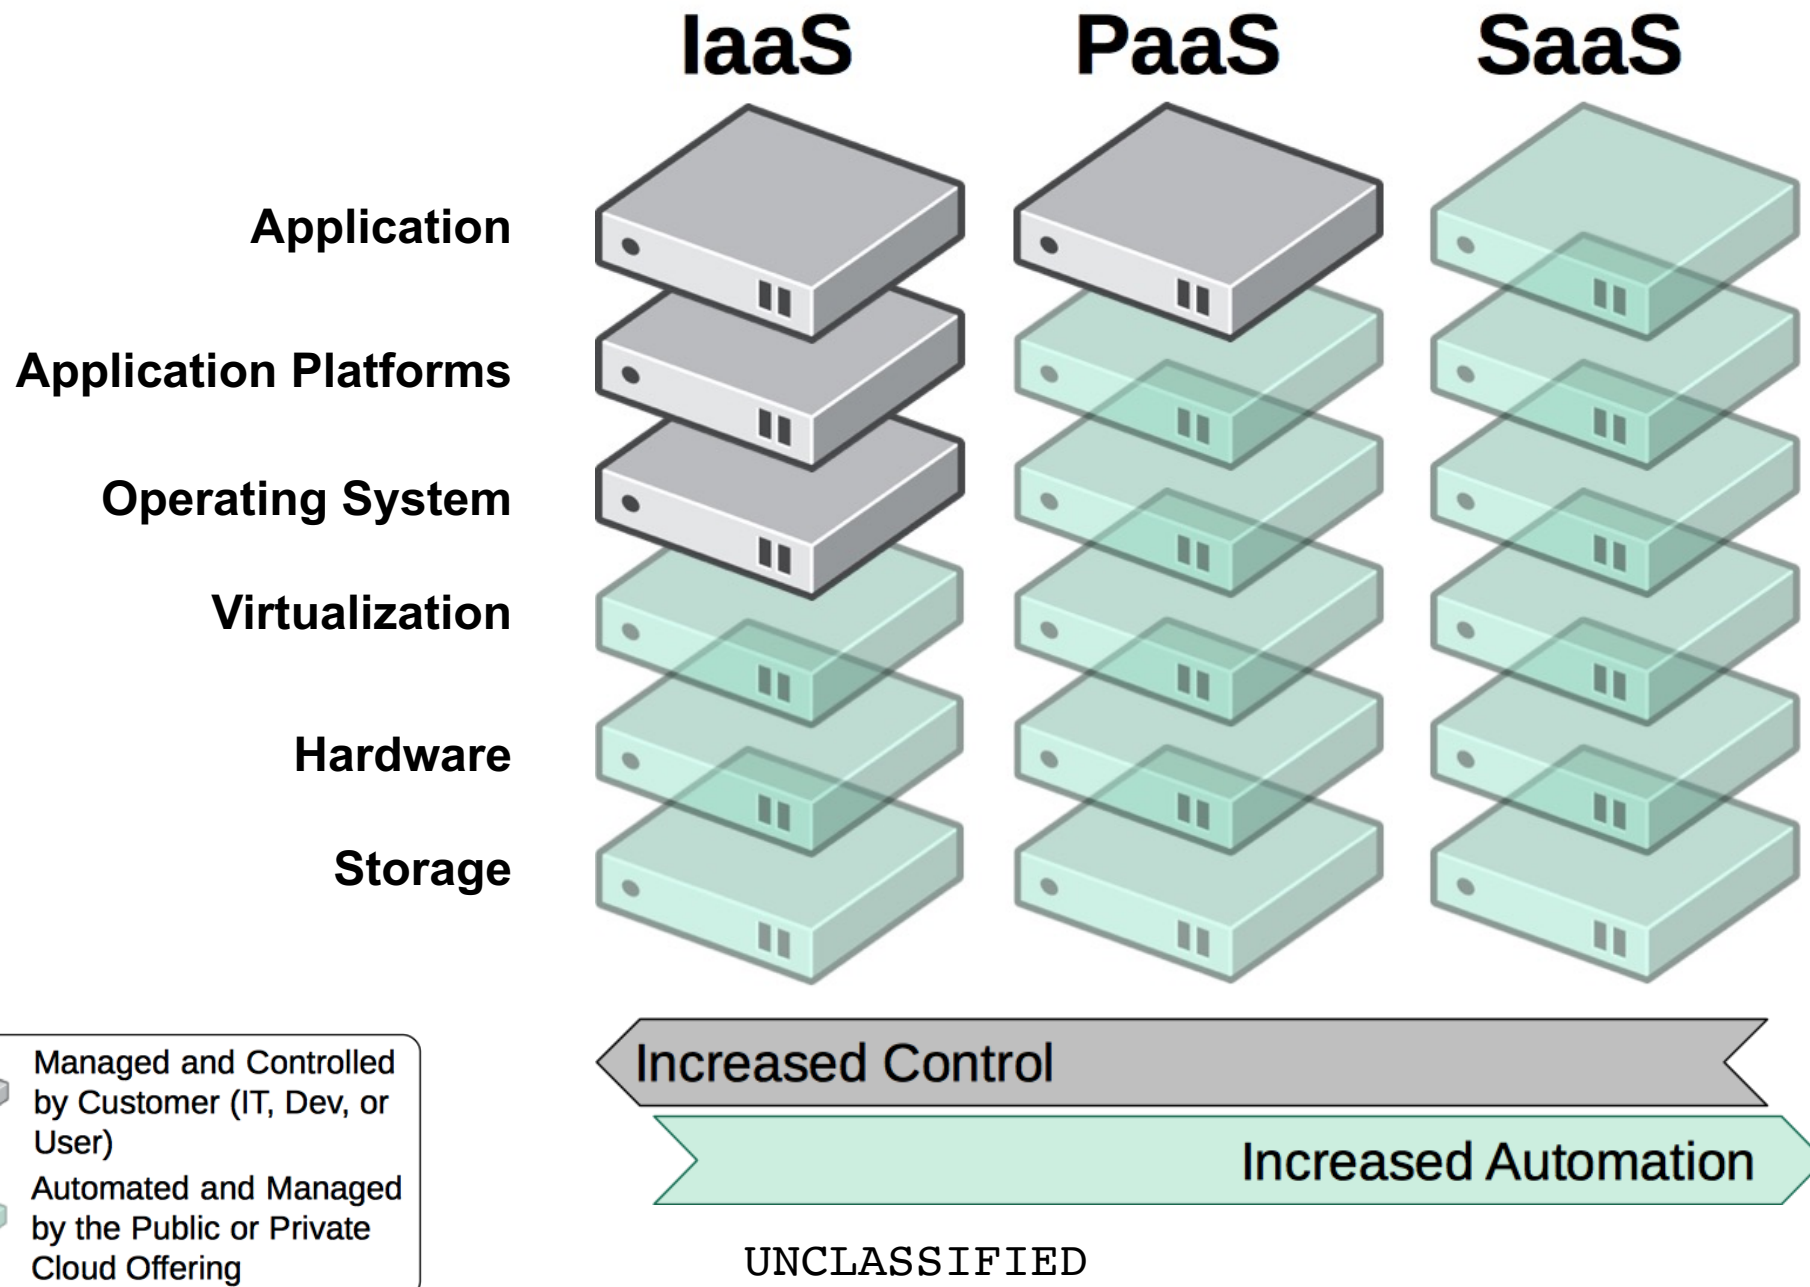 IaaS PaaS SaaS
Application
Application Platforms
Operating System
Virtualization
Hardware
Storage
Increased Control
Increased Automation
Managed and Controlled
by Customer (IT, Dev, or
User)
Automated and Managed
by the Public or Private
Cloud Offering
UNCLASSIFIED